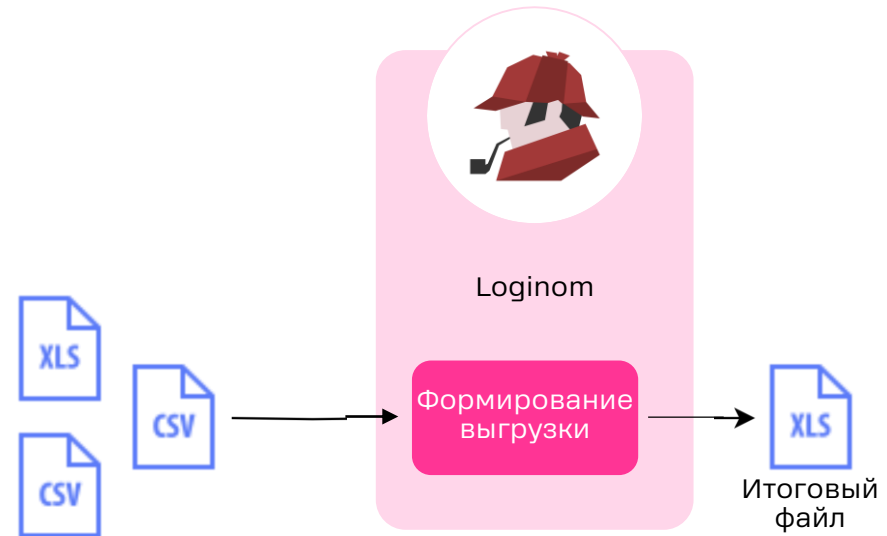 Loginom
XLS
CSV
CSV
Формирование
выгрузки
XLS
Итоговый
файл